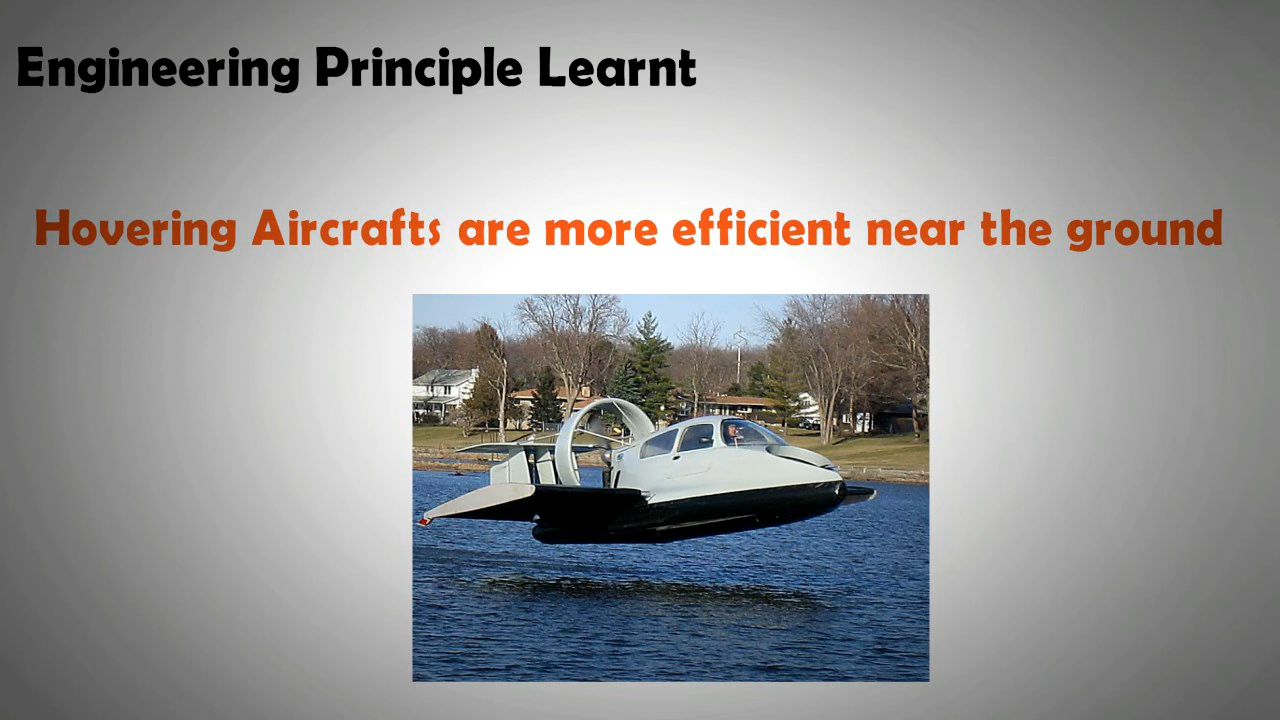 Engineering Principle Learnt
Hovering Aircrafts are more efficient near the ground